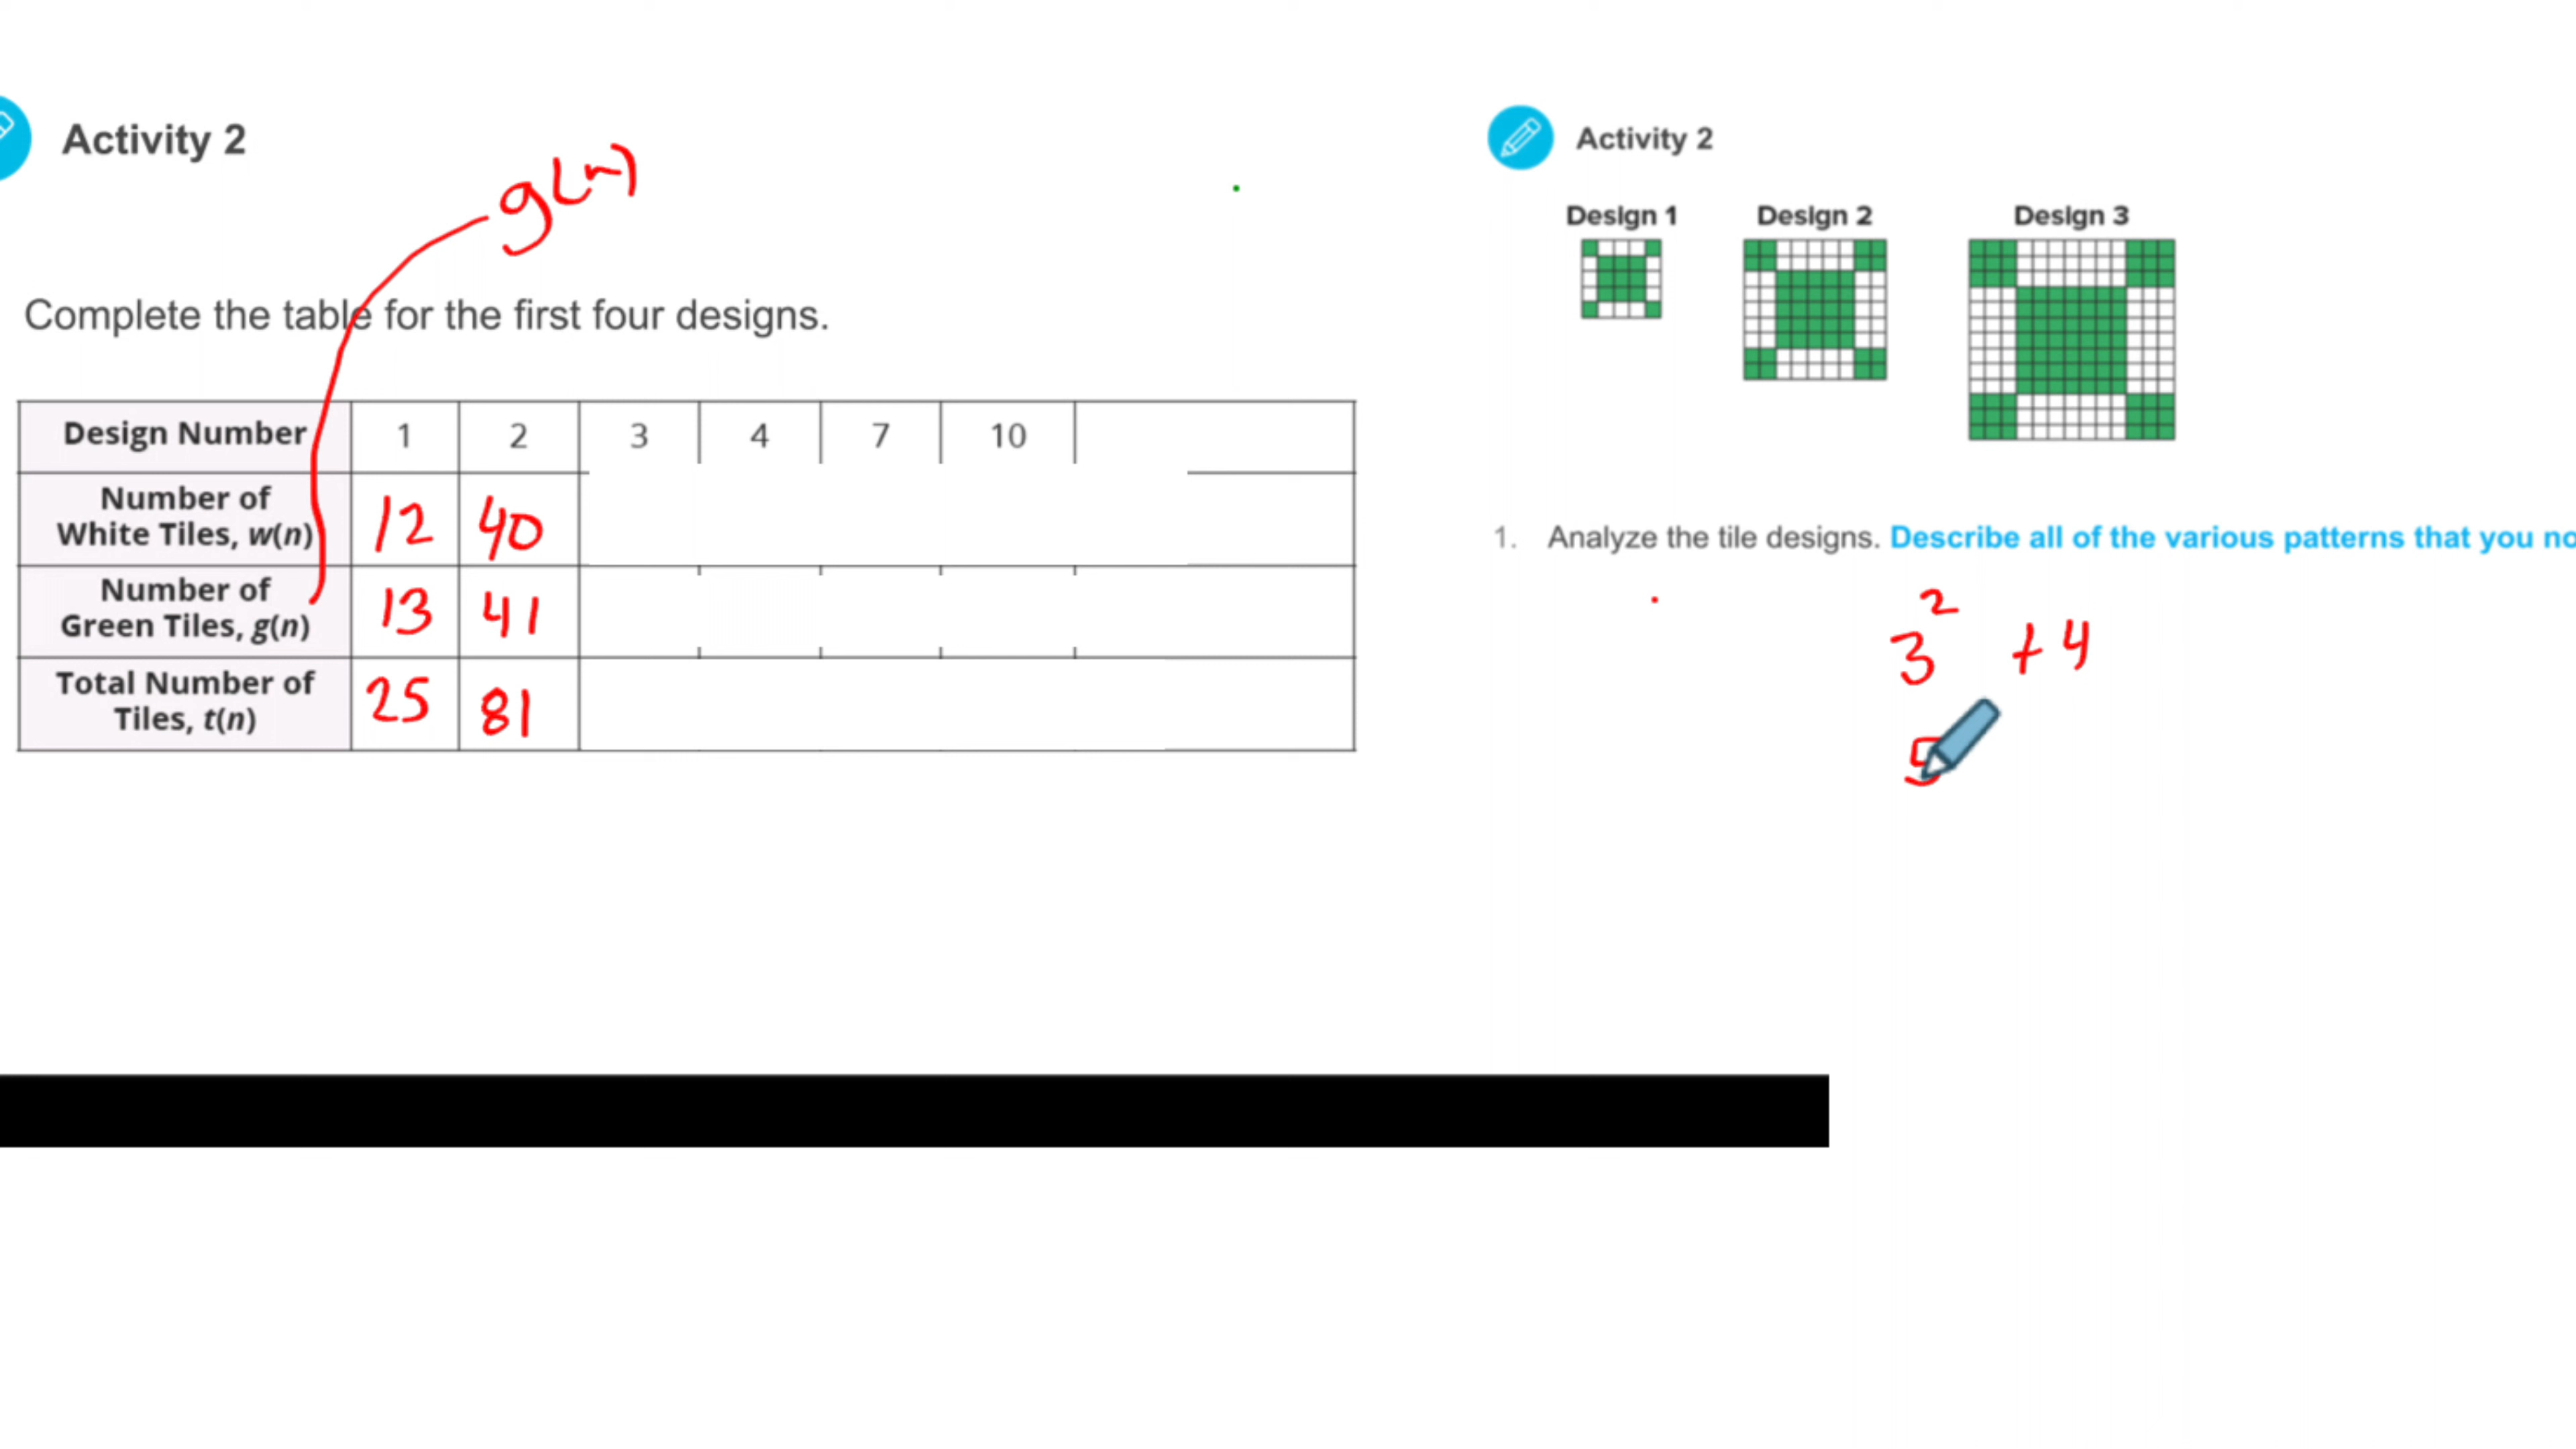 Activity 2
g(n)
Complete the table for the first four designs.
Design Number 1 2 3 4 7 10
Number of
White Tiles, w(n) 12 40
Number of
Green Tiles, g(n) 13 41
Total Number of
Tiles, t(n) 25 81
Activity 2
Design 1 Design 2 Design 3
1. Analyze the tile designs. Describe all of the various patterns that you no
3² + 4
5